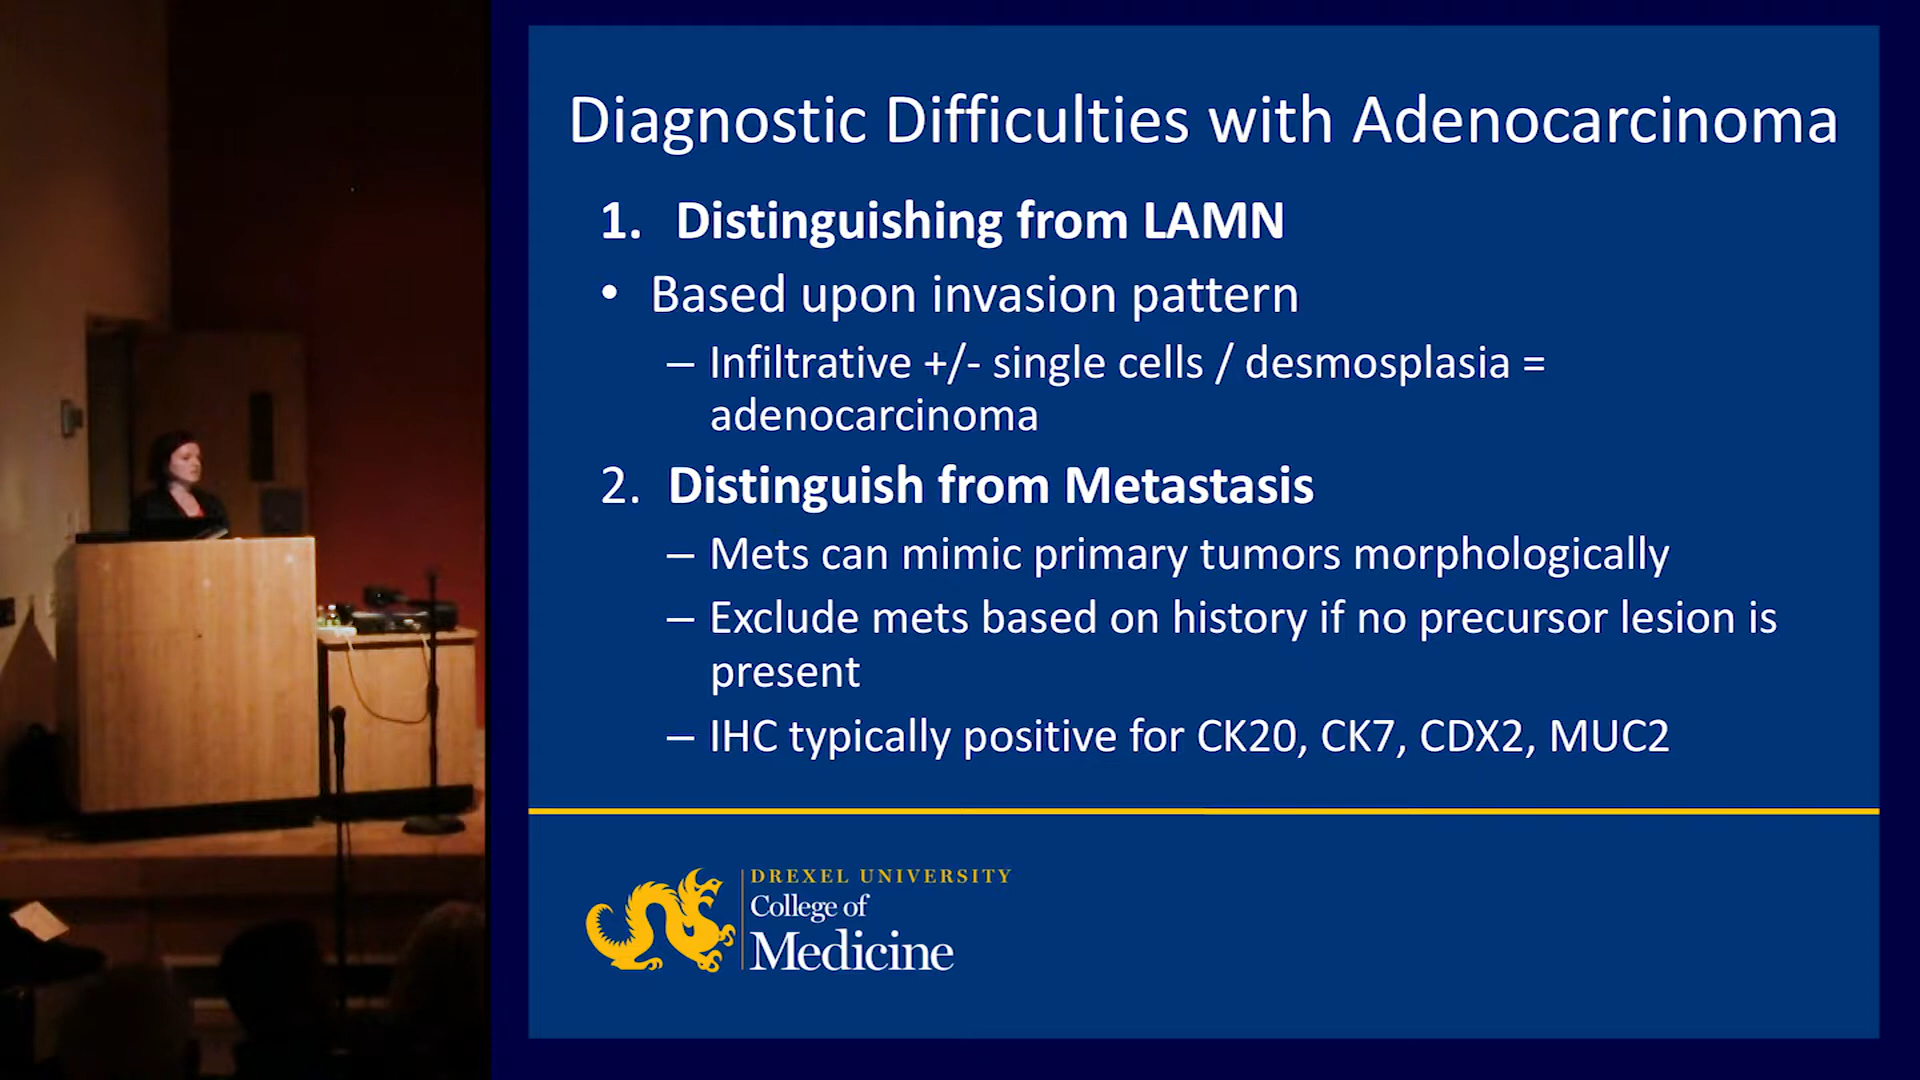 Diagnostic Difficulties with Adenocarcinoma
1. Distinguishing from LAMN
• Based upon invasion pattern
– Infiltrative +/- single cells / desmosplasia =
adenocarcinoma
2. Distinguish from Metastasis
– Mets can mimic primary tumors morphologically
– Exclude mets based on history if no precursor lesion is
present
– IHC typically positive for CK20, CK7, CDX2, MUC2
DREXEL UNIVERSITY
College of
Medicine